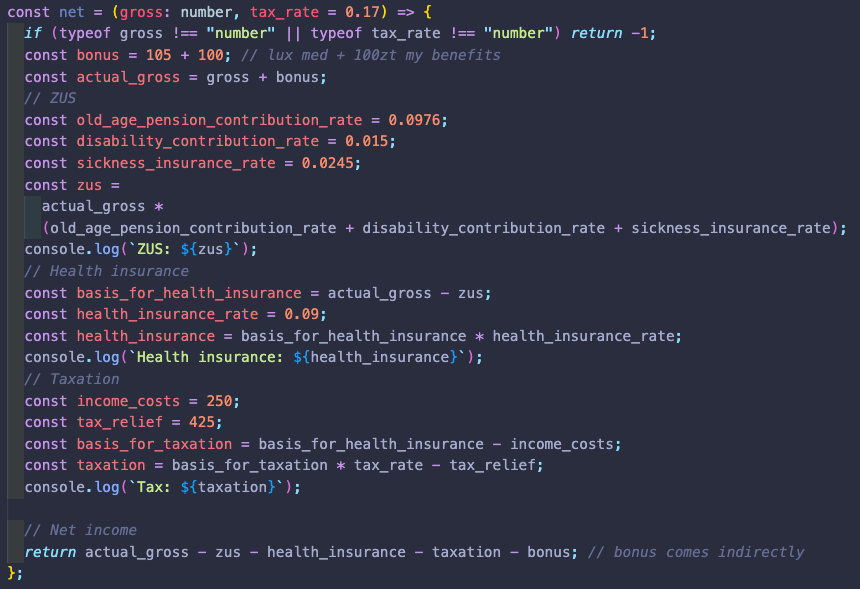 const net = (gross: number, tax_rate = 0.17) => {
  if (typeof gross !== "number" || typeof tax_rate !== "number") return -1;
  const bonus = 105 + 100; // lux med + 100zt my benefits
  const actual_gross = gross + bonus;
  // ZUS
  const old_age_pension_contribution_rate = 0.0976;
  const disability_contribution_rate = 0.015;
  const sickness_insurance_rate = 0.0245;
  const zus =
    actual_gross *
    (old_age_pension_contribution_rate + disability_contribution_rate + sickness_insurance_rate);
  console.log(`ZUS: ${zus}`);
  // Health insurance
  const basis_for_health_insurance = actual_gross - zus;
  const health_insurance_rate = 0.09;
  const health_insurance = basis_for_health_insurance * health_insurance_rate;
  console.log(`Health insurance: ${health_insurance}`);
  // Taxation
  const income_costs = 250;
  const tax_relief = 425;
  const basis_for_taxation = basis_for_health_insurance - income_costs;
  const taxation = basis_for_taxation * tax_rate - tax_relief;
  console.log(`Tax: ${taxation}`);

  // Net income
  return actual_gross - zus - health_insurance - taxation - bonus; // bonus comes indirectly
};